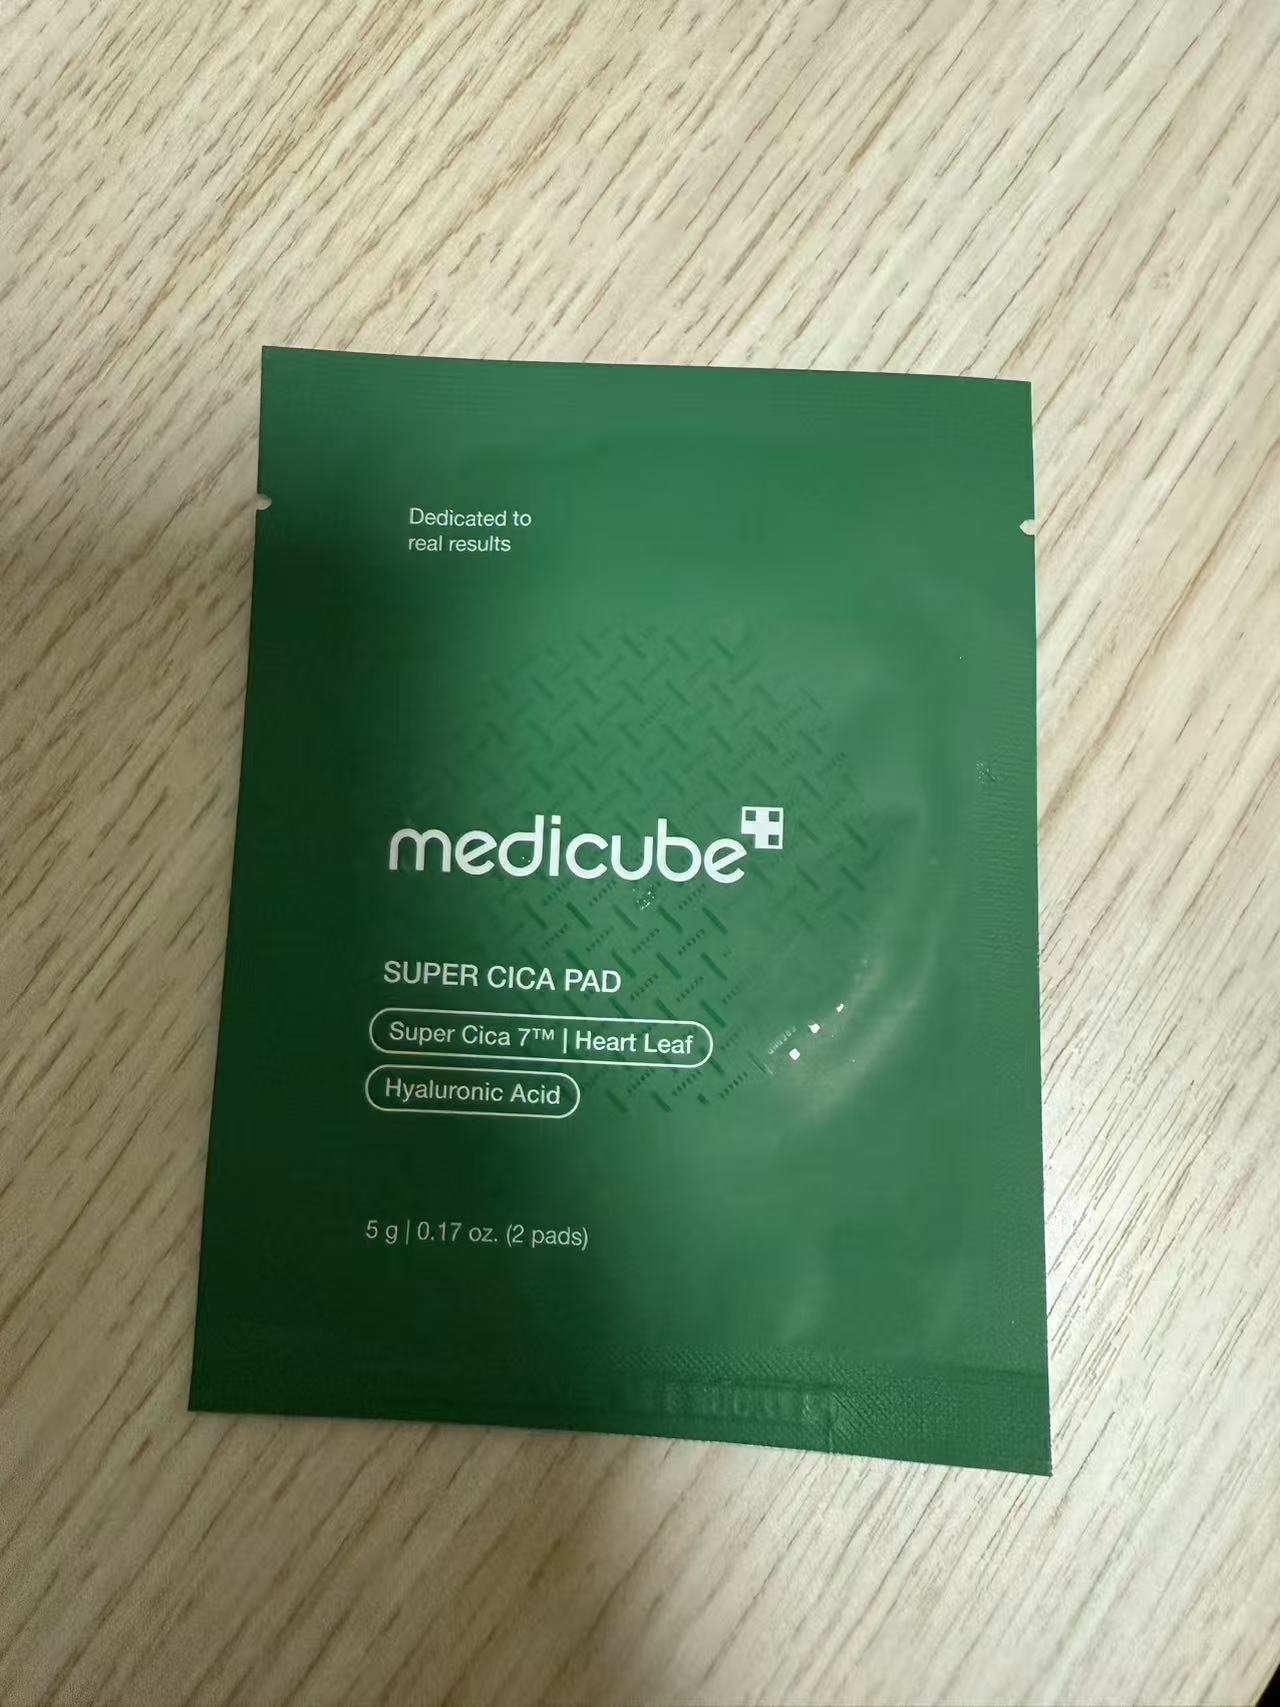 Dedicated to
real results
medicube
SUPER CICA PAD
Super Cica 7™ | Heart Leaf
Hyaluronic Acid
5 g | 0.17 oz. (2 pads)